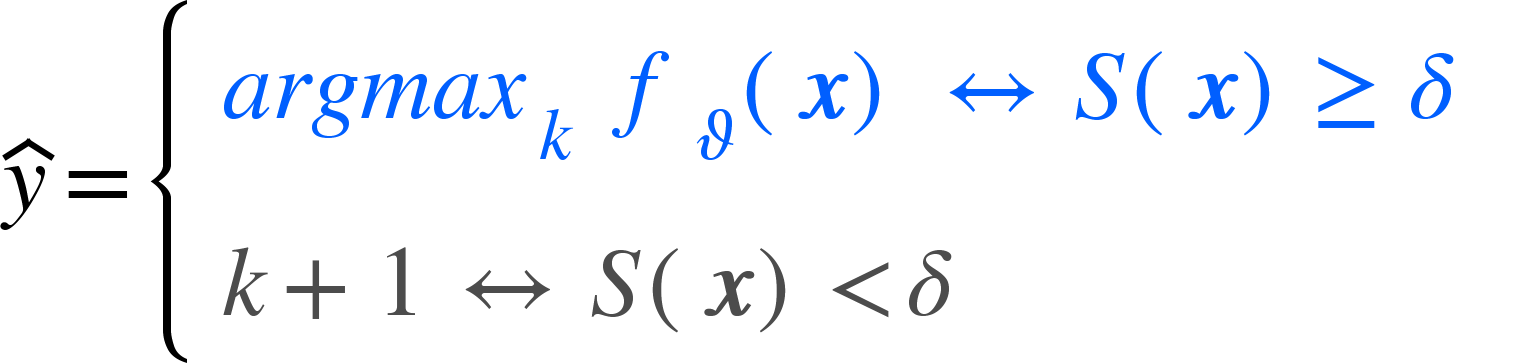 argmax_k f_ϑ(x) ↔ S(x) ≥ δ
ŷ = {
k + 1 ↔ S(x) < δ